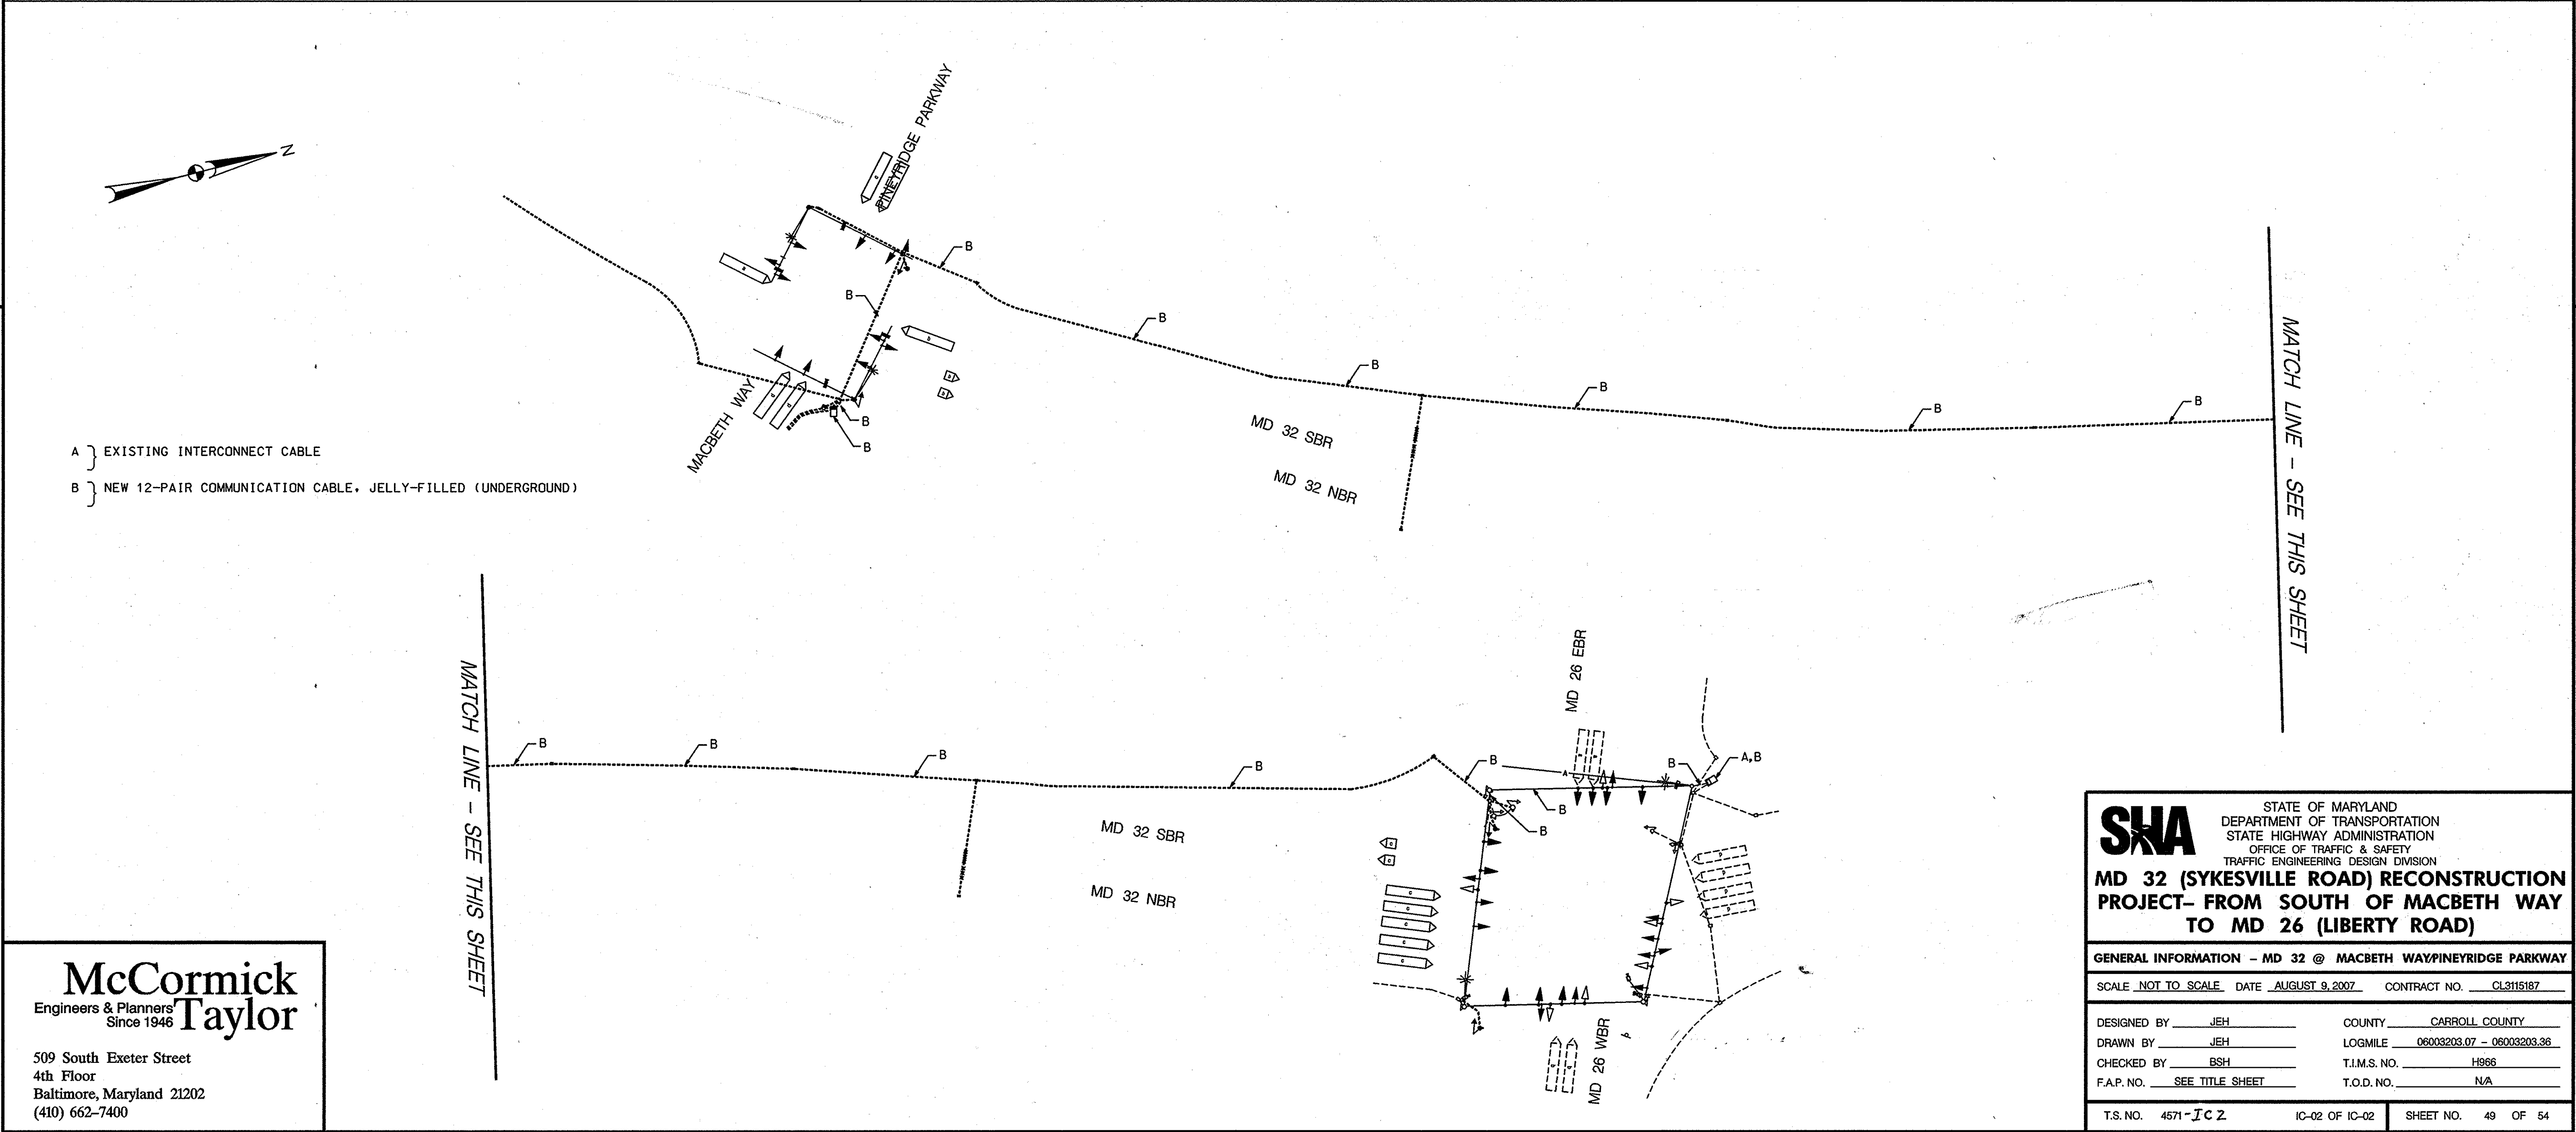 N
PINEYRIDGE PARKWAY
B
B
B
B
B
B
B
B
B
B
MACBETH WAY
MD 32 SBR
MD 32 NBR
MATCH LINE - SEE THIS SHEET
A } EXISTING INTERCONNECT CABLE
B } NEW 12-PAIR COMMUNICATION CABLE, JELLY-FILLED (UNDERGROUND)
MATCH LINE - SEE THIS SHEET
B
B
B
B
B
A
B
A,B
B
B
MD 26 EBR
MD 32 SBR
MD 32 NBR
MD 26 WBR
McCormick
Engineers & Planners Taylor
Since 1946
509 South Exeter Street
4th Floor
Baltimore, Maryland 21202
(410) 662-7400
SHA
STATE OF MARYLAND
DEPARTMENT OF TRANSPORTATION
STATE HIGHWAY ADMINISTRATION
OFFICE OF TRAFFIC & SAFETY
TRAFFIC ENGINEERING DESIGN DIVISION
MD 32 (SYKESVILLE ROAD) RECONSTRUCTION
PROJECT- FROM SOUTH OF MACBETH WAY
TO MD 26 (LIBERTY ROAD)
GENERAL INFORMATION - MD 32 @ MACBETH WAY/PINEYRIDGE PARKWAY
SCALE NOT TO SCALE DATE AUGUST 9, 2007 CONTRACT NO. CL3115187
DESIGNED BY JEH COUNTY CARROLL COUNTY
DRAWN BY JEH LOGMILE 06003203.07 - 06003203.36
CHECKED BY BSH T.I.M.S. NO. H966
F.A.P. NO. SEE TITLE SHEET T.O.D. NO. N/A
T.S. NO. 4571-IC2 IC-02 OF IC-02 SHEET NO. 49 OF 54